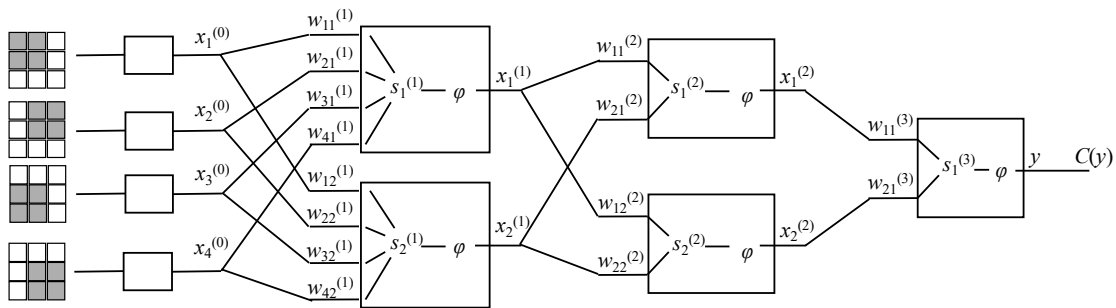 x₁⁽⁰⁾
x₂⁽⁰⁾
x₃⁽⁰⁾
x₄⁽⁰⁾
w₁₁⁽¹⁾
w₂₁⁽¹⁾
w₃₁⁽¹⁾
w₄₁⁽¹⁾
s₁⁽¹⁾ φ
x₁⁽¹⁾
w₁₂⁽¹⁾
w₂₂⁽¹⁾
w₃₂⁽¹⁾
w₄₂⁽¹⁾
s₂⁽¹⁾ φ
x₂⁽¹⁾
w₁₁⁽²⁾
w₂₁⁽²⁾
s₁⁽²⁾ φ
x₁⁽²⁾
w₁₂⁽²⁾
w₂₂⁽²⁾
s₂⁽²⁾ φ
x₂⁽²⁾
w₁₁⁽³⁾
w₂₁⁽³⁾
s₁⁽³⁾ φ
y
C(y)